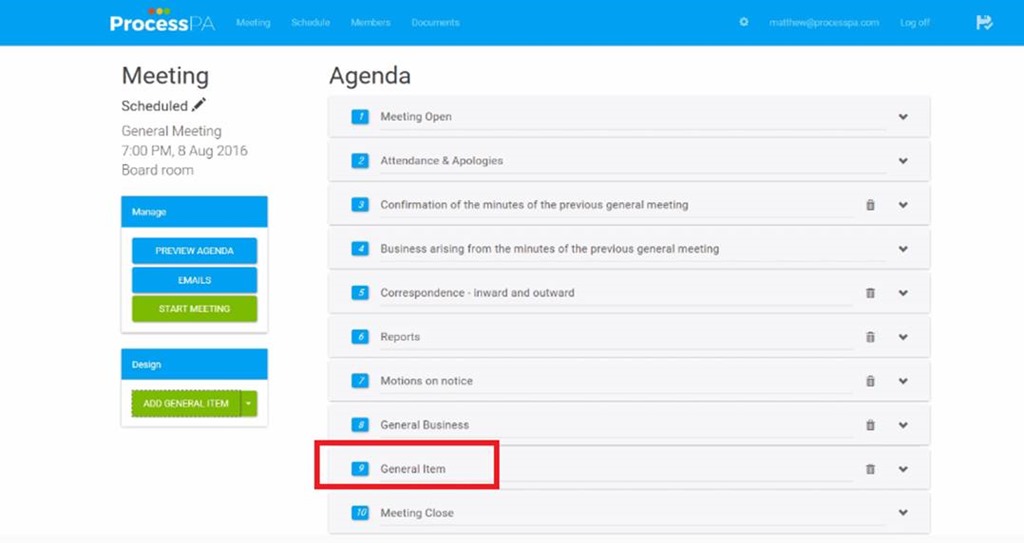 ProcessPA Meeting Schedule Members Documents matthew@processpa.com Log off
Meeting
Scheduled
General Meeting
7:00 PM, 8 Aug 2016
Board room
Manage
PREVIEW AGENDA
EMAILS
START MEETING
Design
ADD GENERAL ITEM
Agenda
1 Meeting Open
2 Attendance & Apologies
3 Confirmation of the minutes of the previous general meeting
4 Business arising from the minutes of the previous general meeting
5 Correspondence - inward and outward
6 Reports
7 Motions on notice
8 General Business
9 General Item
10 Meeting Close